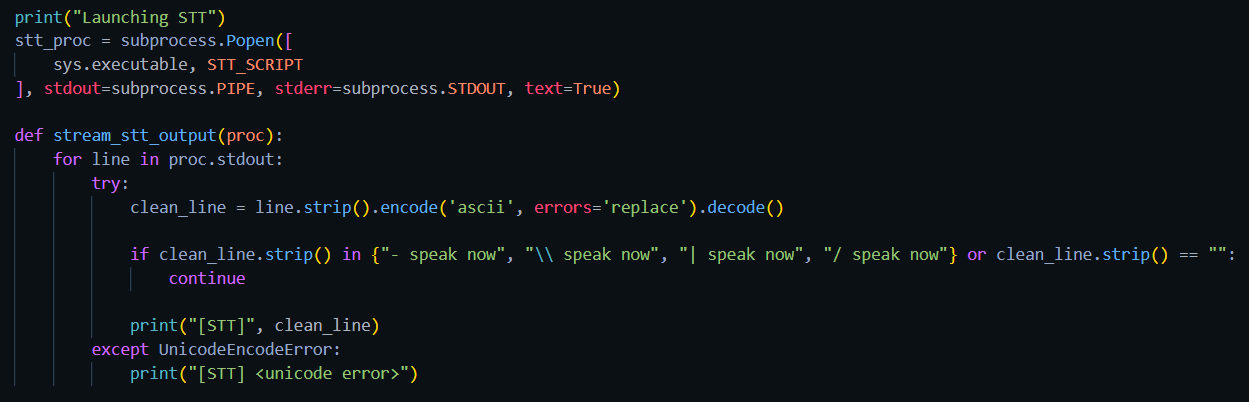 print("Launching STT")
stt_proc = subprocess.Popen([
    sys.executable, STT_SCRIPT
], stdout=subprocess.PIPE, stderr=subprocess.STDOUT, text=True)

def stream_stt_output(proc):
    for line in proc.stdout:
        try:
            clean_line = line.strip().encode('ascii', errors='replace').decode()

            if clean_line.strip() in {"- speak now", "\\ speak now", "| speak now", "/ speak now"} or clean_line.strip() == "":
                continue

            print("[STT]", clean_line)
        except UnicodeEncodeError:
            print("[STT] <unicode error>")